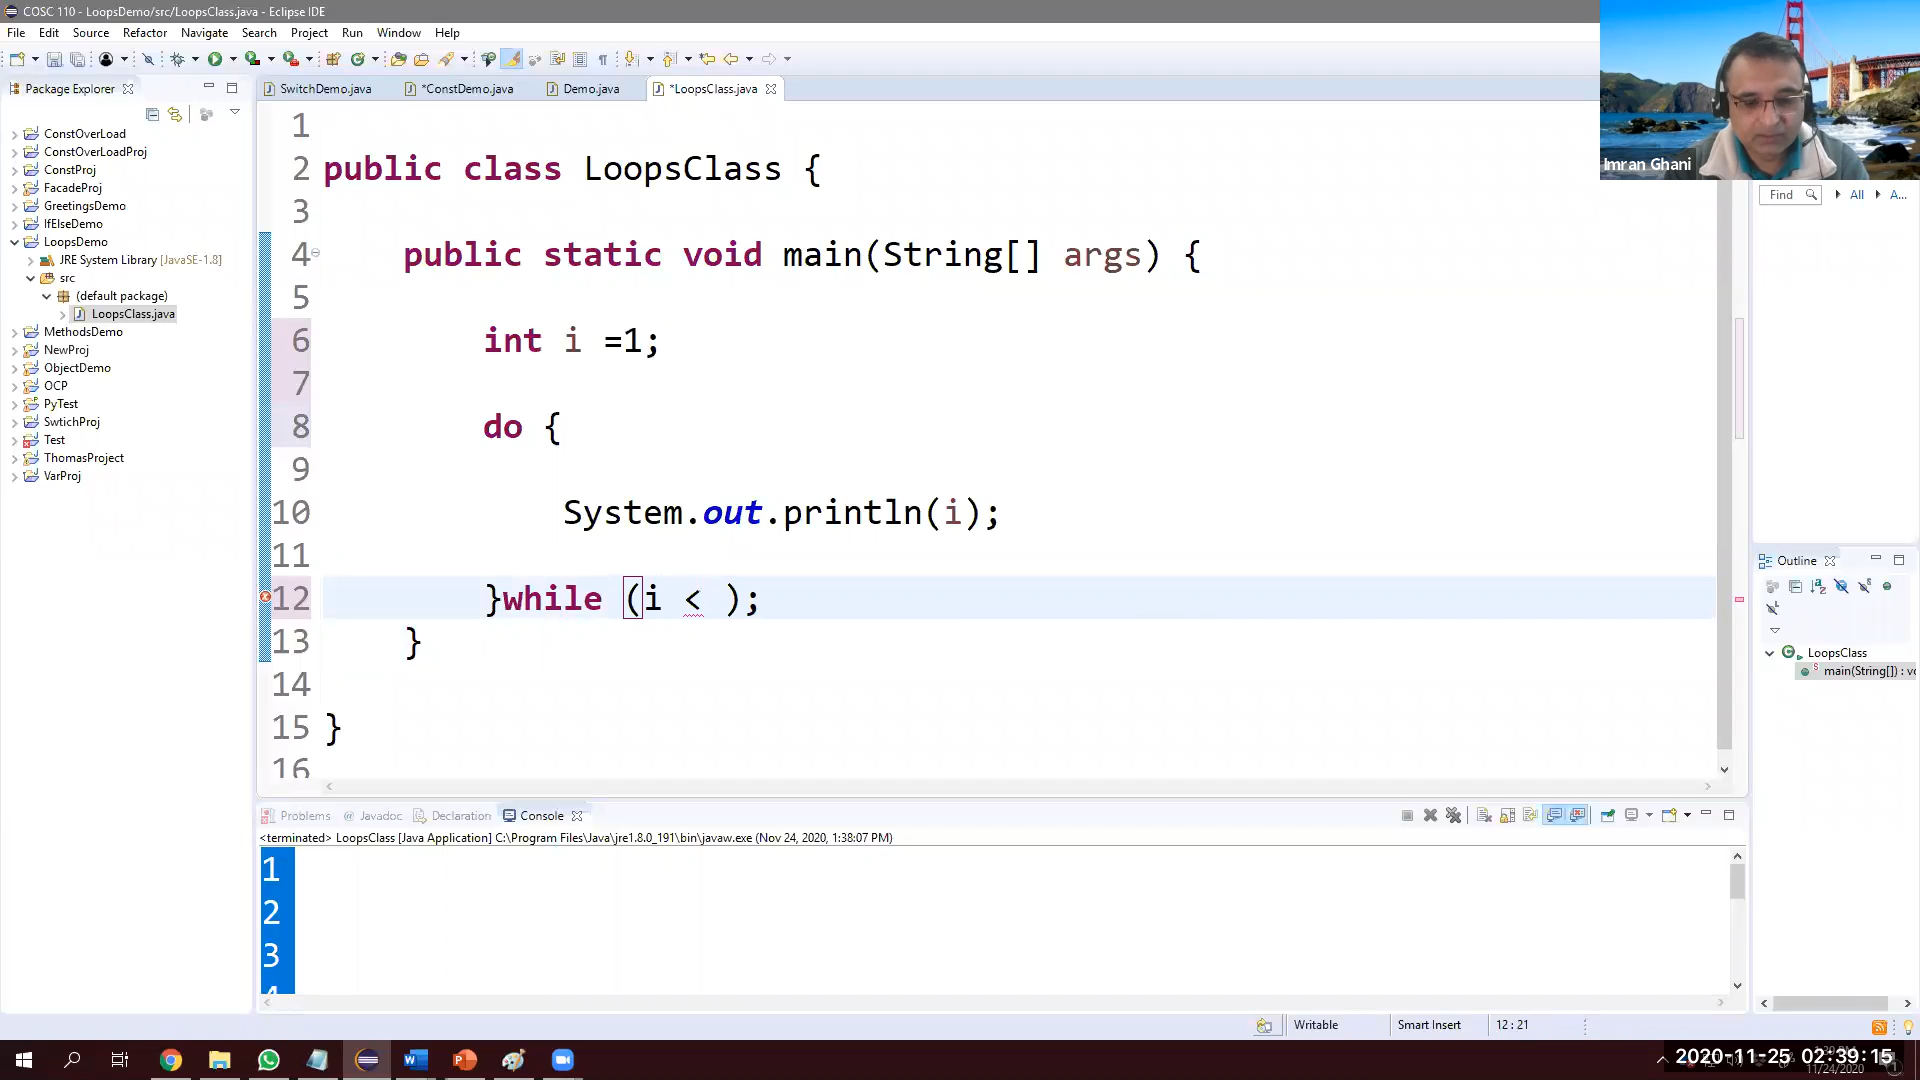 COSC 110 - LoopsDemo/src/LoopsClass.java - Eclipse IDE
File Edit Source Refactor Navigate Search Project Run Window Help
Package Explorer
SwitchDemo.java *ConstDemo.java Demo.java *LoopsClass.java
ConstOverLoad
ConstOverLoadProj
ConstProj
FacadeProj
GreetingsDemo
IfElseDemo
LoopsDemo
JRE System Library [JavaSE-1.8]
src
(default package)
LoopsClass.java
MethodsDemo
NewProj
ObjectDemo
OCP
PyTest
SwtichProj
Test
ThomasProject
VarProj
1
2 public class LoopsClass {
3
4 public static void main(String[] args) {
5
6 int i =1;
7
8 do {
9
10 System.out.println(i);
11
12 }while (i < );
13 }
14
15 }
16
Imran Ghani
Find All A...
Outline
LoopsClass
main(String[]) : vo
Problems @ Javadoc Declaration Console
<terminated> LoopsClass [Java Application] C:\Program Files\Java\jre1.8.0_191\bin\javaw.exe (Nov 24, 2020, 1:38:07 PM)
1
2
3
4
Writable Smart Insert 12 : 21
2020-11-25 02:39:15
11/24/2020